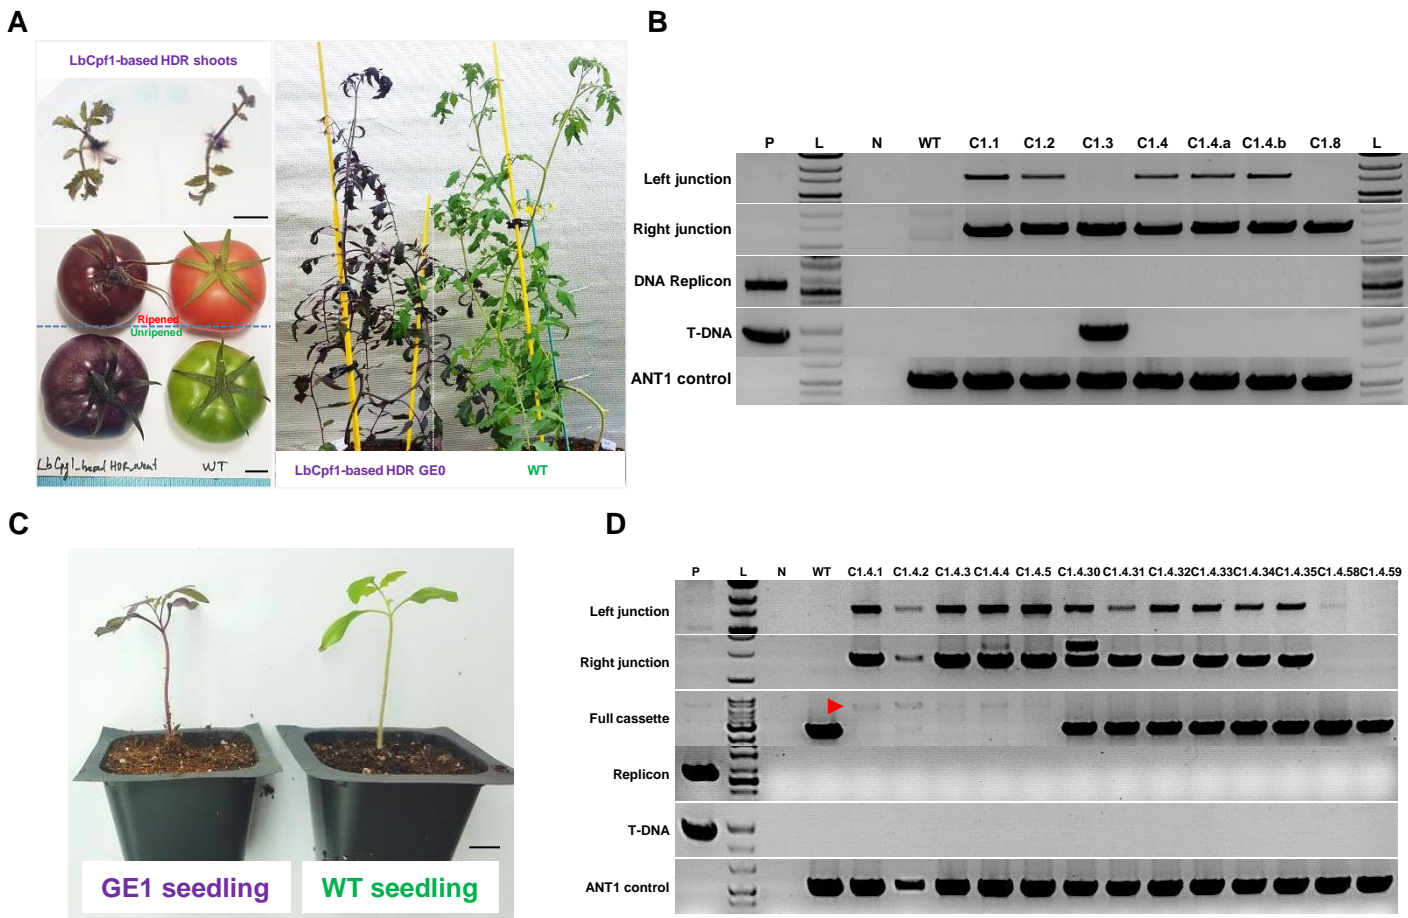 A
LbCpf1-based HDR shoots
Ripened
Unripened
LbCpf1_based HDR_event
WT
LbCpf1-based HDR GE0
WT
B
P L N WT C1.1 C1.2 C1.3 C1.4 C1.4.a C1.4.b C1.8 L
Left junction
Right junction
DNA Replicon
T-DNA
ANT1 control
C
GE1 seedling
WT seedling
D
P L N WT C1.4.1 C1.4.2 C1.4.3 C1.4.4 C1.4.5 C1.4.30 C1.4.31 C1.4.32 C1.4.33 C1.4.34 C1.4.35 C1.4.58 C1.4.59
Left junction
Right junction
Full cassette
Replicon
T-DNA
ANT1 control